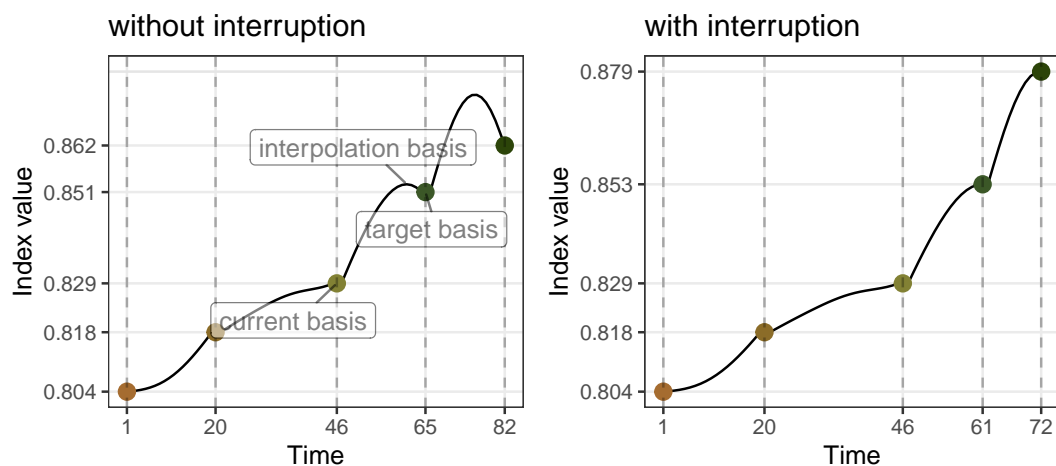 without interruption
0.862
0.851
0.829
0.818
0.804
Index value
interpolation basis
target basis
current basis
1 20 46 65 82
Time
with interruption
0.879
0.853
0.829
0.818
0.804
Index value
1 20 46 61 72
Time